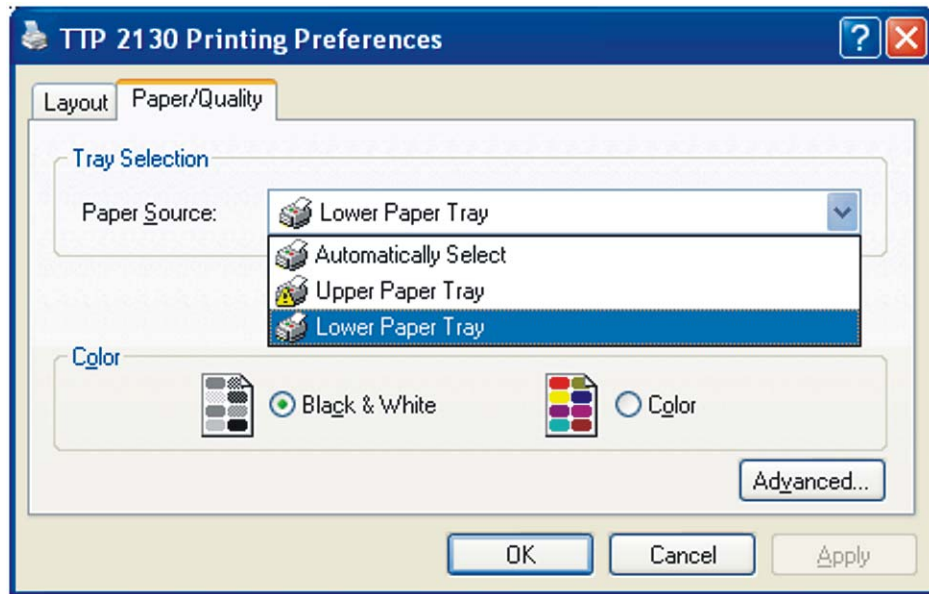 TTP 2130 Printing Preferences
Layout
Paper/Quality
Tray Selection
Paper Source:
Lower Paper Tray
Automatically Select
Upper Paper Tray
Lower Paper Tray
Color
Black & White
Color
Advanced...
OK
Cancel
Apply